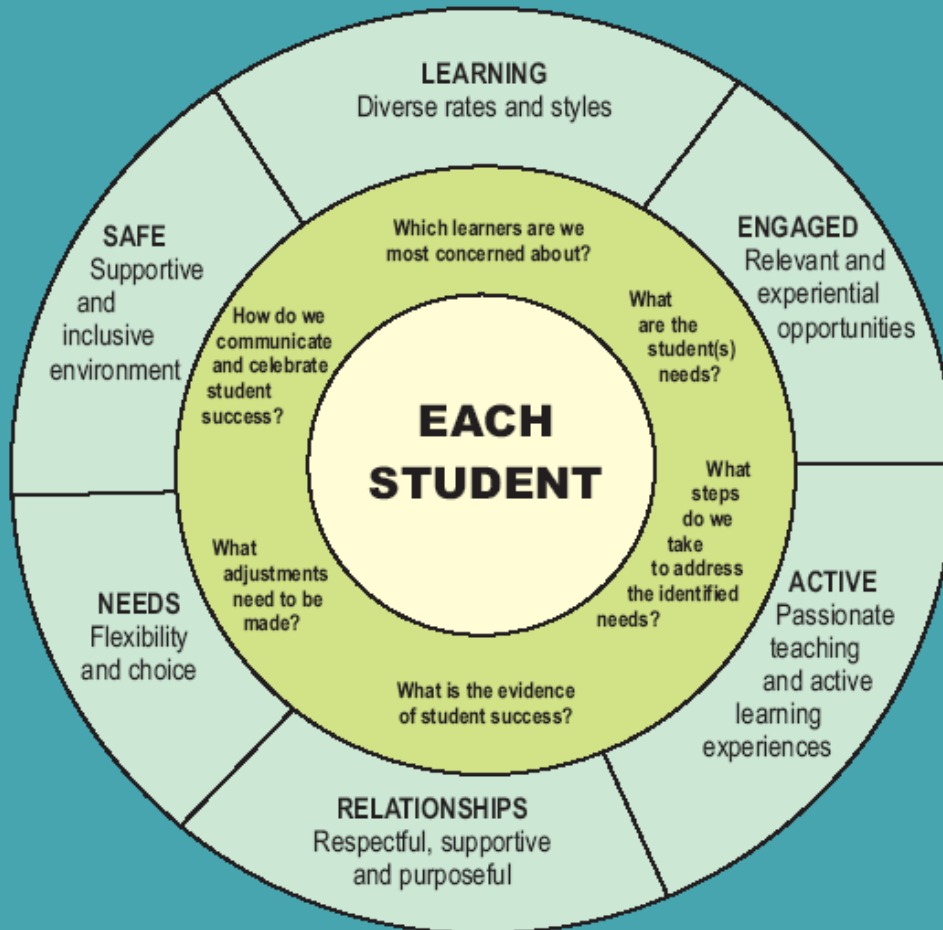 LEARNING
Diverse rates and styles
ENGAGED
Relevant and
experiential
opportunities
ACTIVE
Passionate
teaching
and active
learning
experiences
RELATIONSHIPS
Respectful, supportive
and purposeful
NEEDS
Flexibility
and choice
SAFE
Supportive
and
inclusive
environment
Which learners are we
most concerned about?
What
are the
student(s)
needs?
What
steps
do we
take
to address
the identified
needs?
What is the evidence
of student success?
What
adjustments
need to be
made?
How do we
communicate
and celebrate
student
success?
EACH
STUDENT